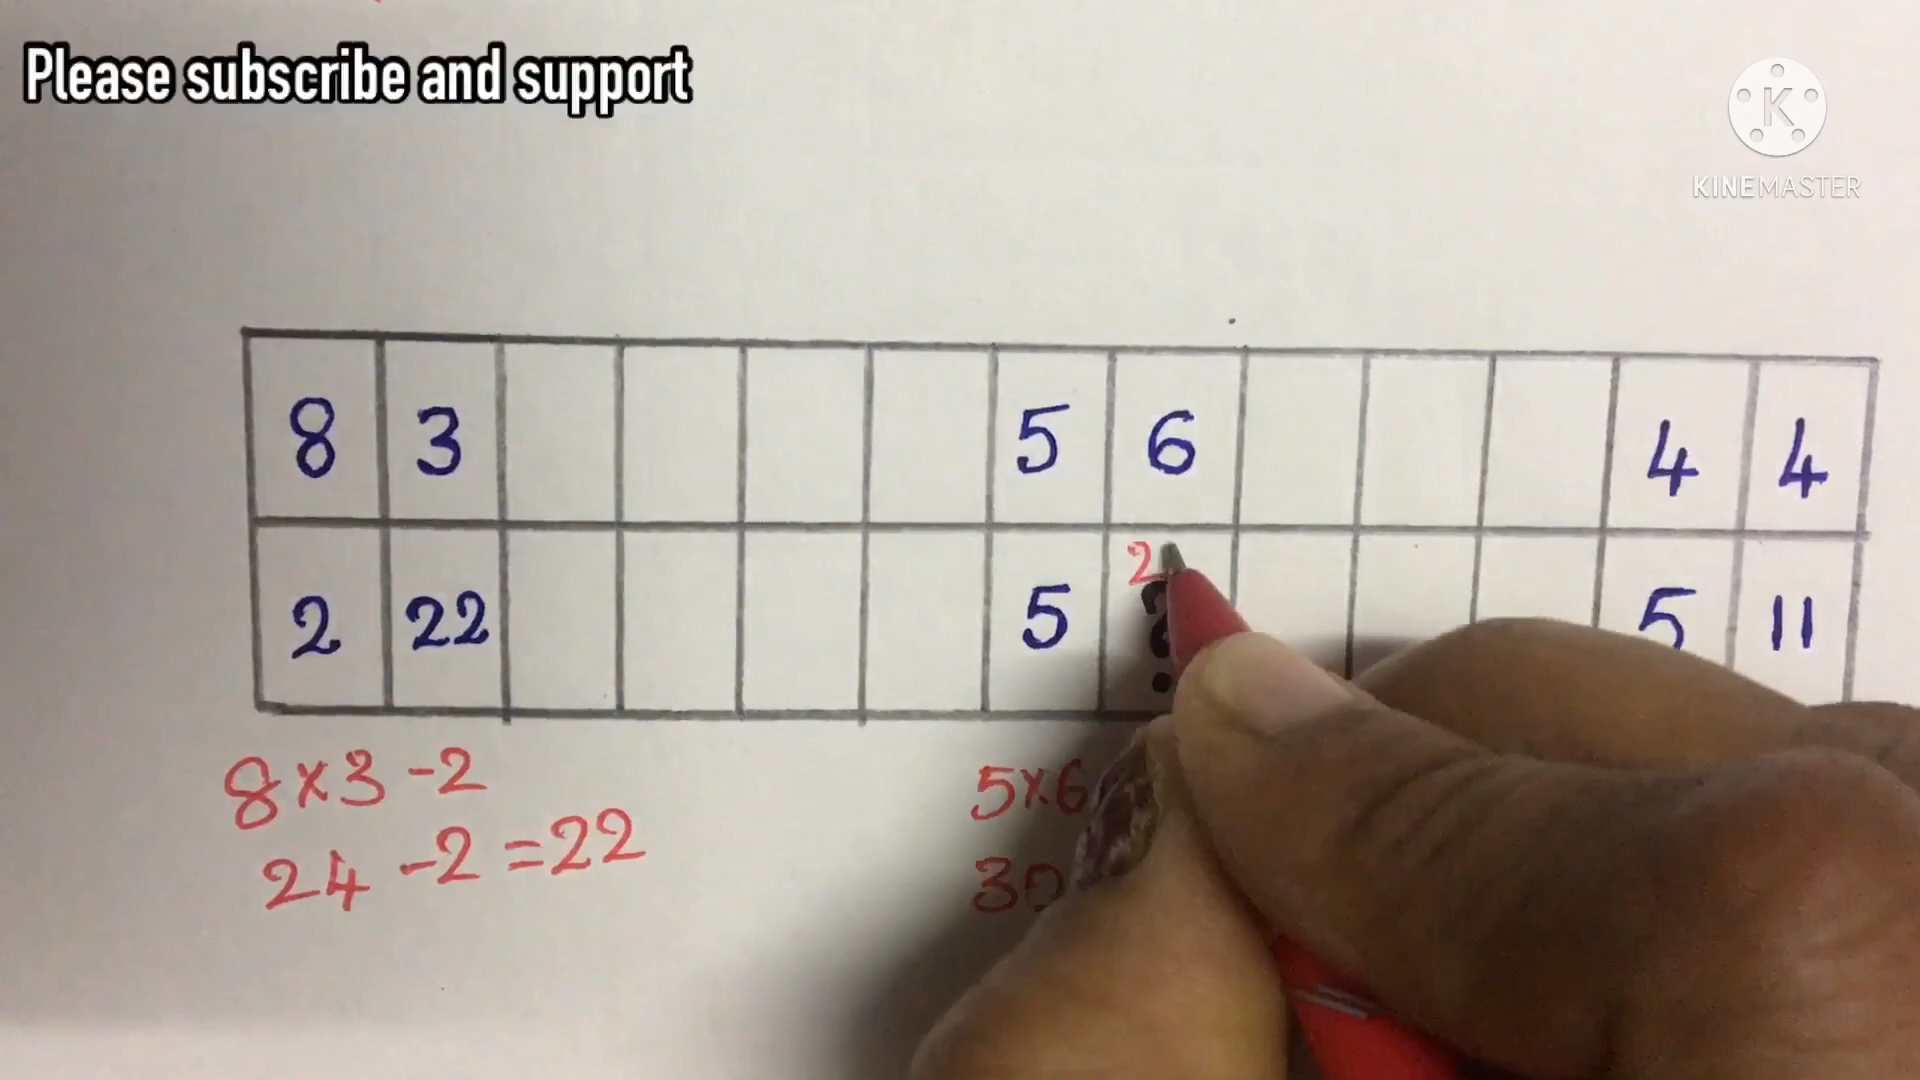 Please subscribe and support
K
KINEMASTER
8 3 5 6 4 4
2
2 22 5 ? 5 11
8×3 -2
5×6
24 -2 =22
30